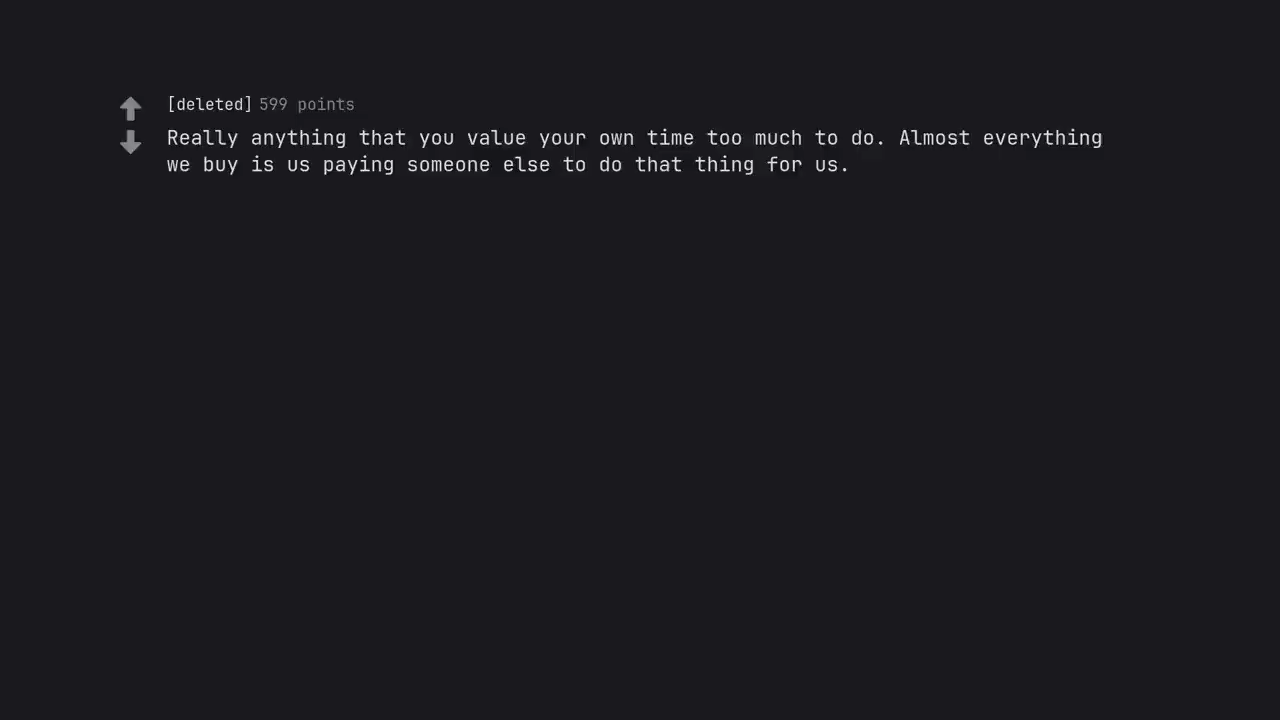 [deleted] 599 points
Really anything that you value your own time too much to do. Almost everything
we buy is us paying someone else to do that thing for us.